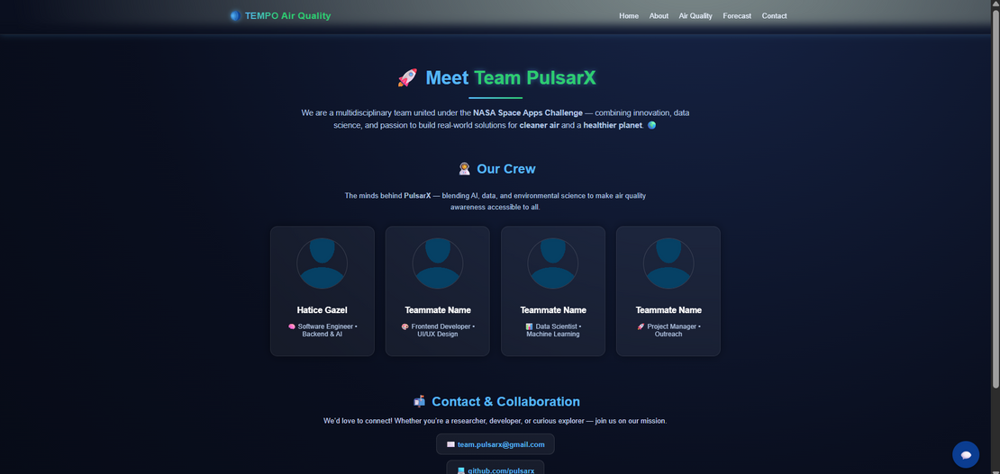 TEMPO Air Quality
Home About Air Quality Forecast Contact
🚀 Meet Team PulsarX
We are a multidisciplinary team united under the NASA Space Apps Challenge — combining innovation, data
science, and passion to build real-world solutions for cleaner air and a healthier planet. 🌍
Our Crew
The minds behind PulsarX — blending AI, data, and environmental science to make air quality
awareness accessible to all.
Hatice Gazel
🧠 Software Engineer •
Backend & AI
Teammate Name
🎨 Frontend Developer •
UI/UX Design
Teammate Name
📊 Data Scientist •
Machine Learning
Teammate Name
🚀 Project Manager •
Outreach
📬 Contact & Collaboration
We'd love to connect! Whether you're a researcher, developer, or curious explorer — join us on our mission.
📧 team.pulsarx@gmail.com
💻 github.com/pulsarx